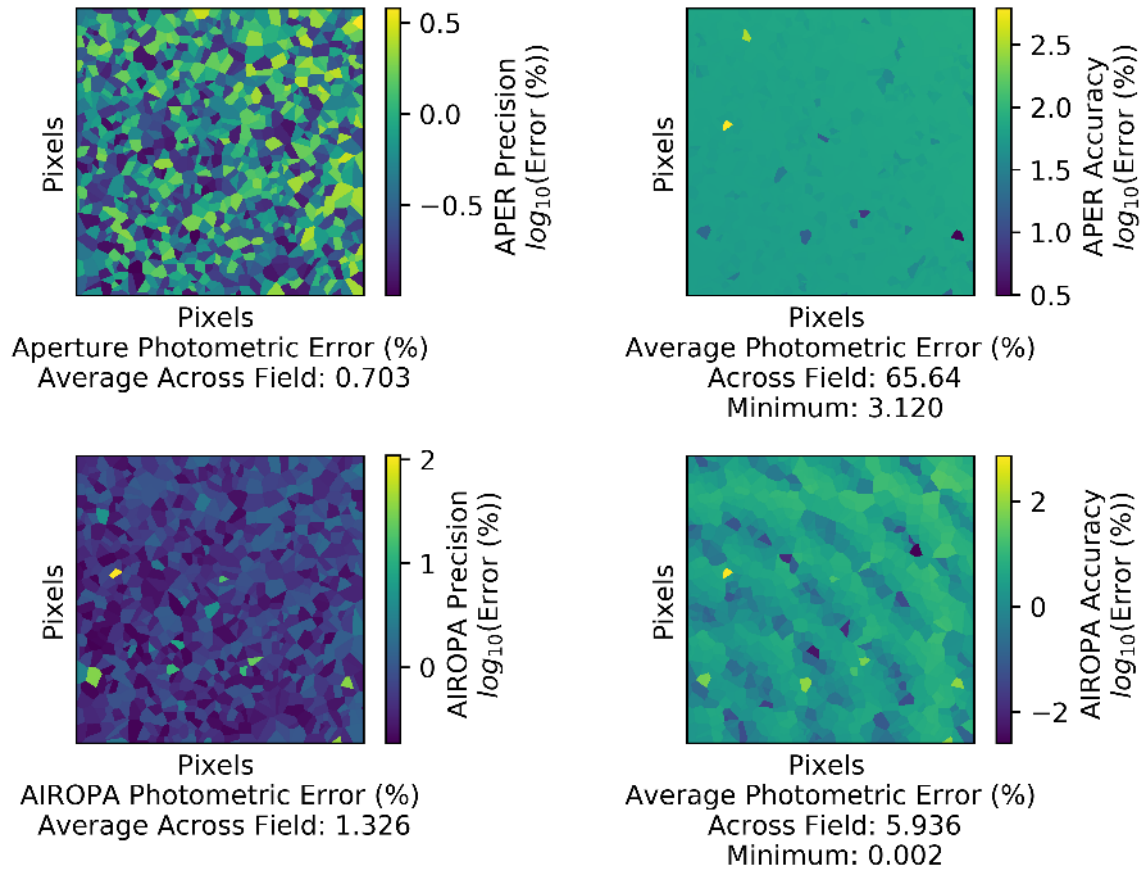 0.5
0.0
−0.5
APER Precision
log10(Error (%))
Pixels
Pixels
Aperture Photometric Error (%)
Average Across Field: 0.703
2.5
2.0
1.5
1.0
0.5
APER Accuracy
log10(Error (%))
Pixels
Pixels
Average Photometric Error (%)
Across Field: 65.64
Minimum: 3.120
2
1
0
AIROPA Precision
log10(Error (%))
Pixels
Pixels
AIROPA Photometric Error (%)
Average Across Field: 1.326
2
0
−2
AIROPA Accuracy
log10(Error (%))
Pixels
Pixels
Average Photometric Error (%)
Across Field: 5.936
Minimum: 0.002